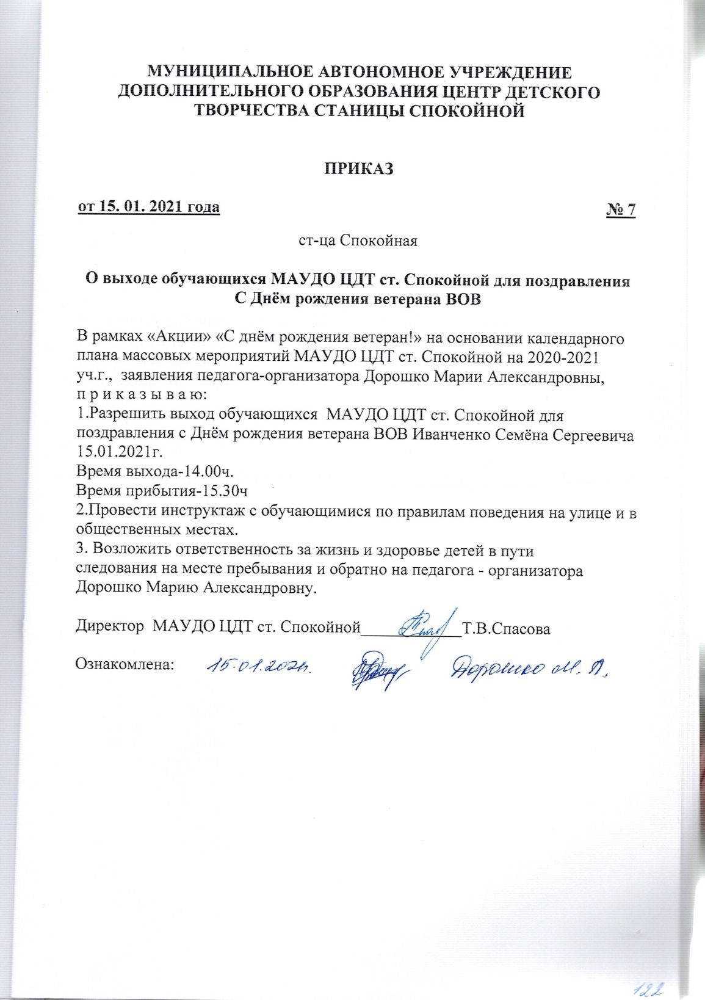 МУНИЦИПАЛЬНОЕ АВТОНОМНОЕ УЧРЕЖДЕНИЕ
ДОПОЛНИТЕЛЬНОГО ОБРАЗОВАНИЯ ЦЕНТР ДЕТСКОГО
ТВОРЧЕСТВА СТАНИЦЫ СПОКОЙНОЙ
ПРИКАЗ
от 15. 01. 2021 года № 7
ст-ца Спокойная
О выходе обучающихся МАУДО ЦДТ ст. Спокойной для поздравления
С Днём рождения ветерана ВОВ
В рамках «Акции» «С днём рождения ветеран!» на основании календарного
плана массовых мероприятий МАУДО ЦДТ ст. Спокойной на 2020-2021
уч.г.,  заявления педагога-организатора Дорошко Марии Александровны,
п р и к а з ы в а ю:
1.Разрешить выход обучающихся  МАУДО ЦДТ ст. Спокойной для
поздравления с Днём рождения ветерана ВОВ Иванченко Семёна Сергеевича
15.01.2021г.
Время выхода-14.00ч.
Время прибытия-15.30ч
2.Провести инструктаж с обучающимися по правилам поведения на улице и в
общественных местах.
3. Возложить ответственность за жизнь и здоровье детей в пути
следования на месте пребывания и обратно на педагога - организатора
Дорошко Марию Александровну.
Директор  МАУДО ЦДТ ст. Спокойной____________Т.В.Спасова
Ознакомлена: 15.01.2021г. Дорошко М. А.
122